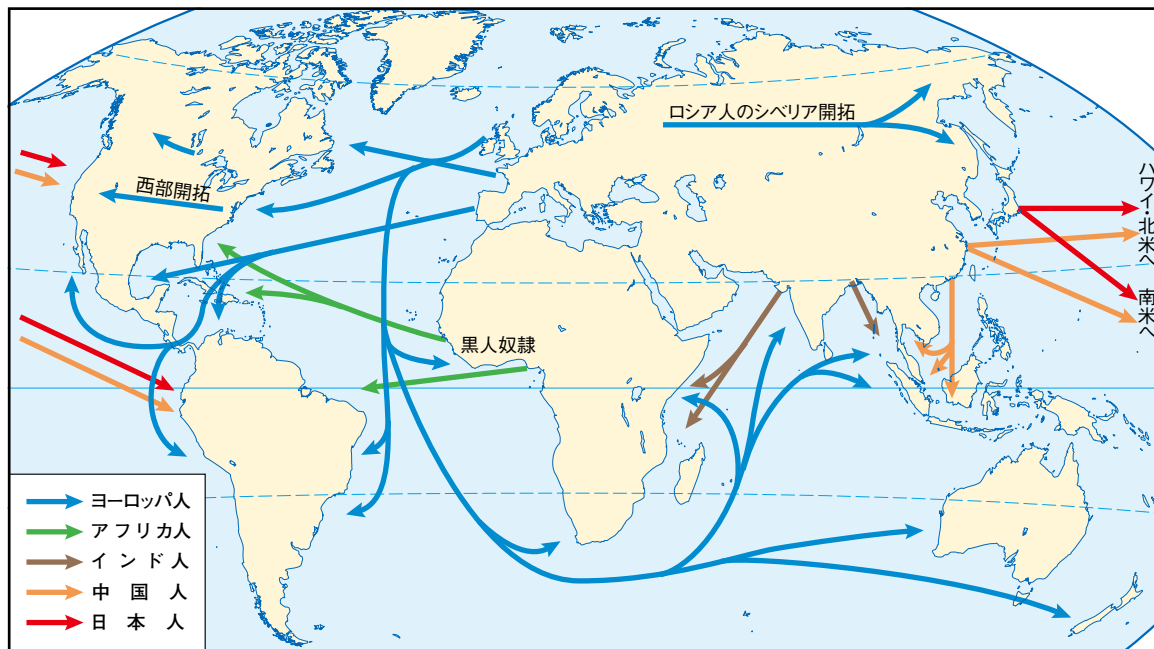 ロシア人のシベリア開拓
西部開拓
ハワイ・北米へ
南米へ
黒人奴隷
ヨーロッパ人
アフリカ人
インド人
中国人
日本人